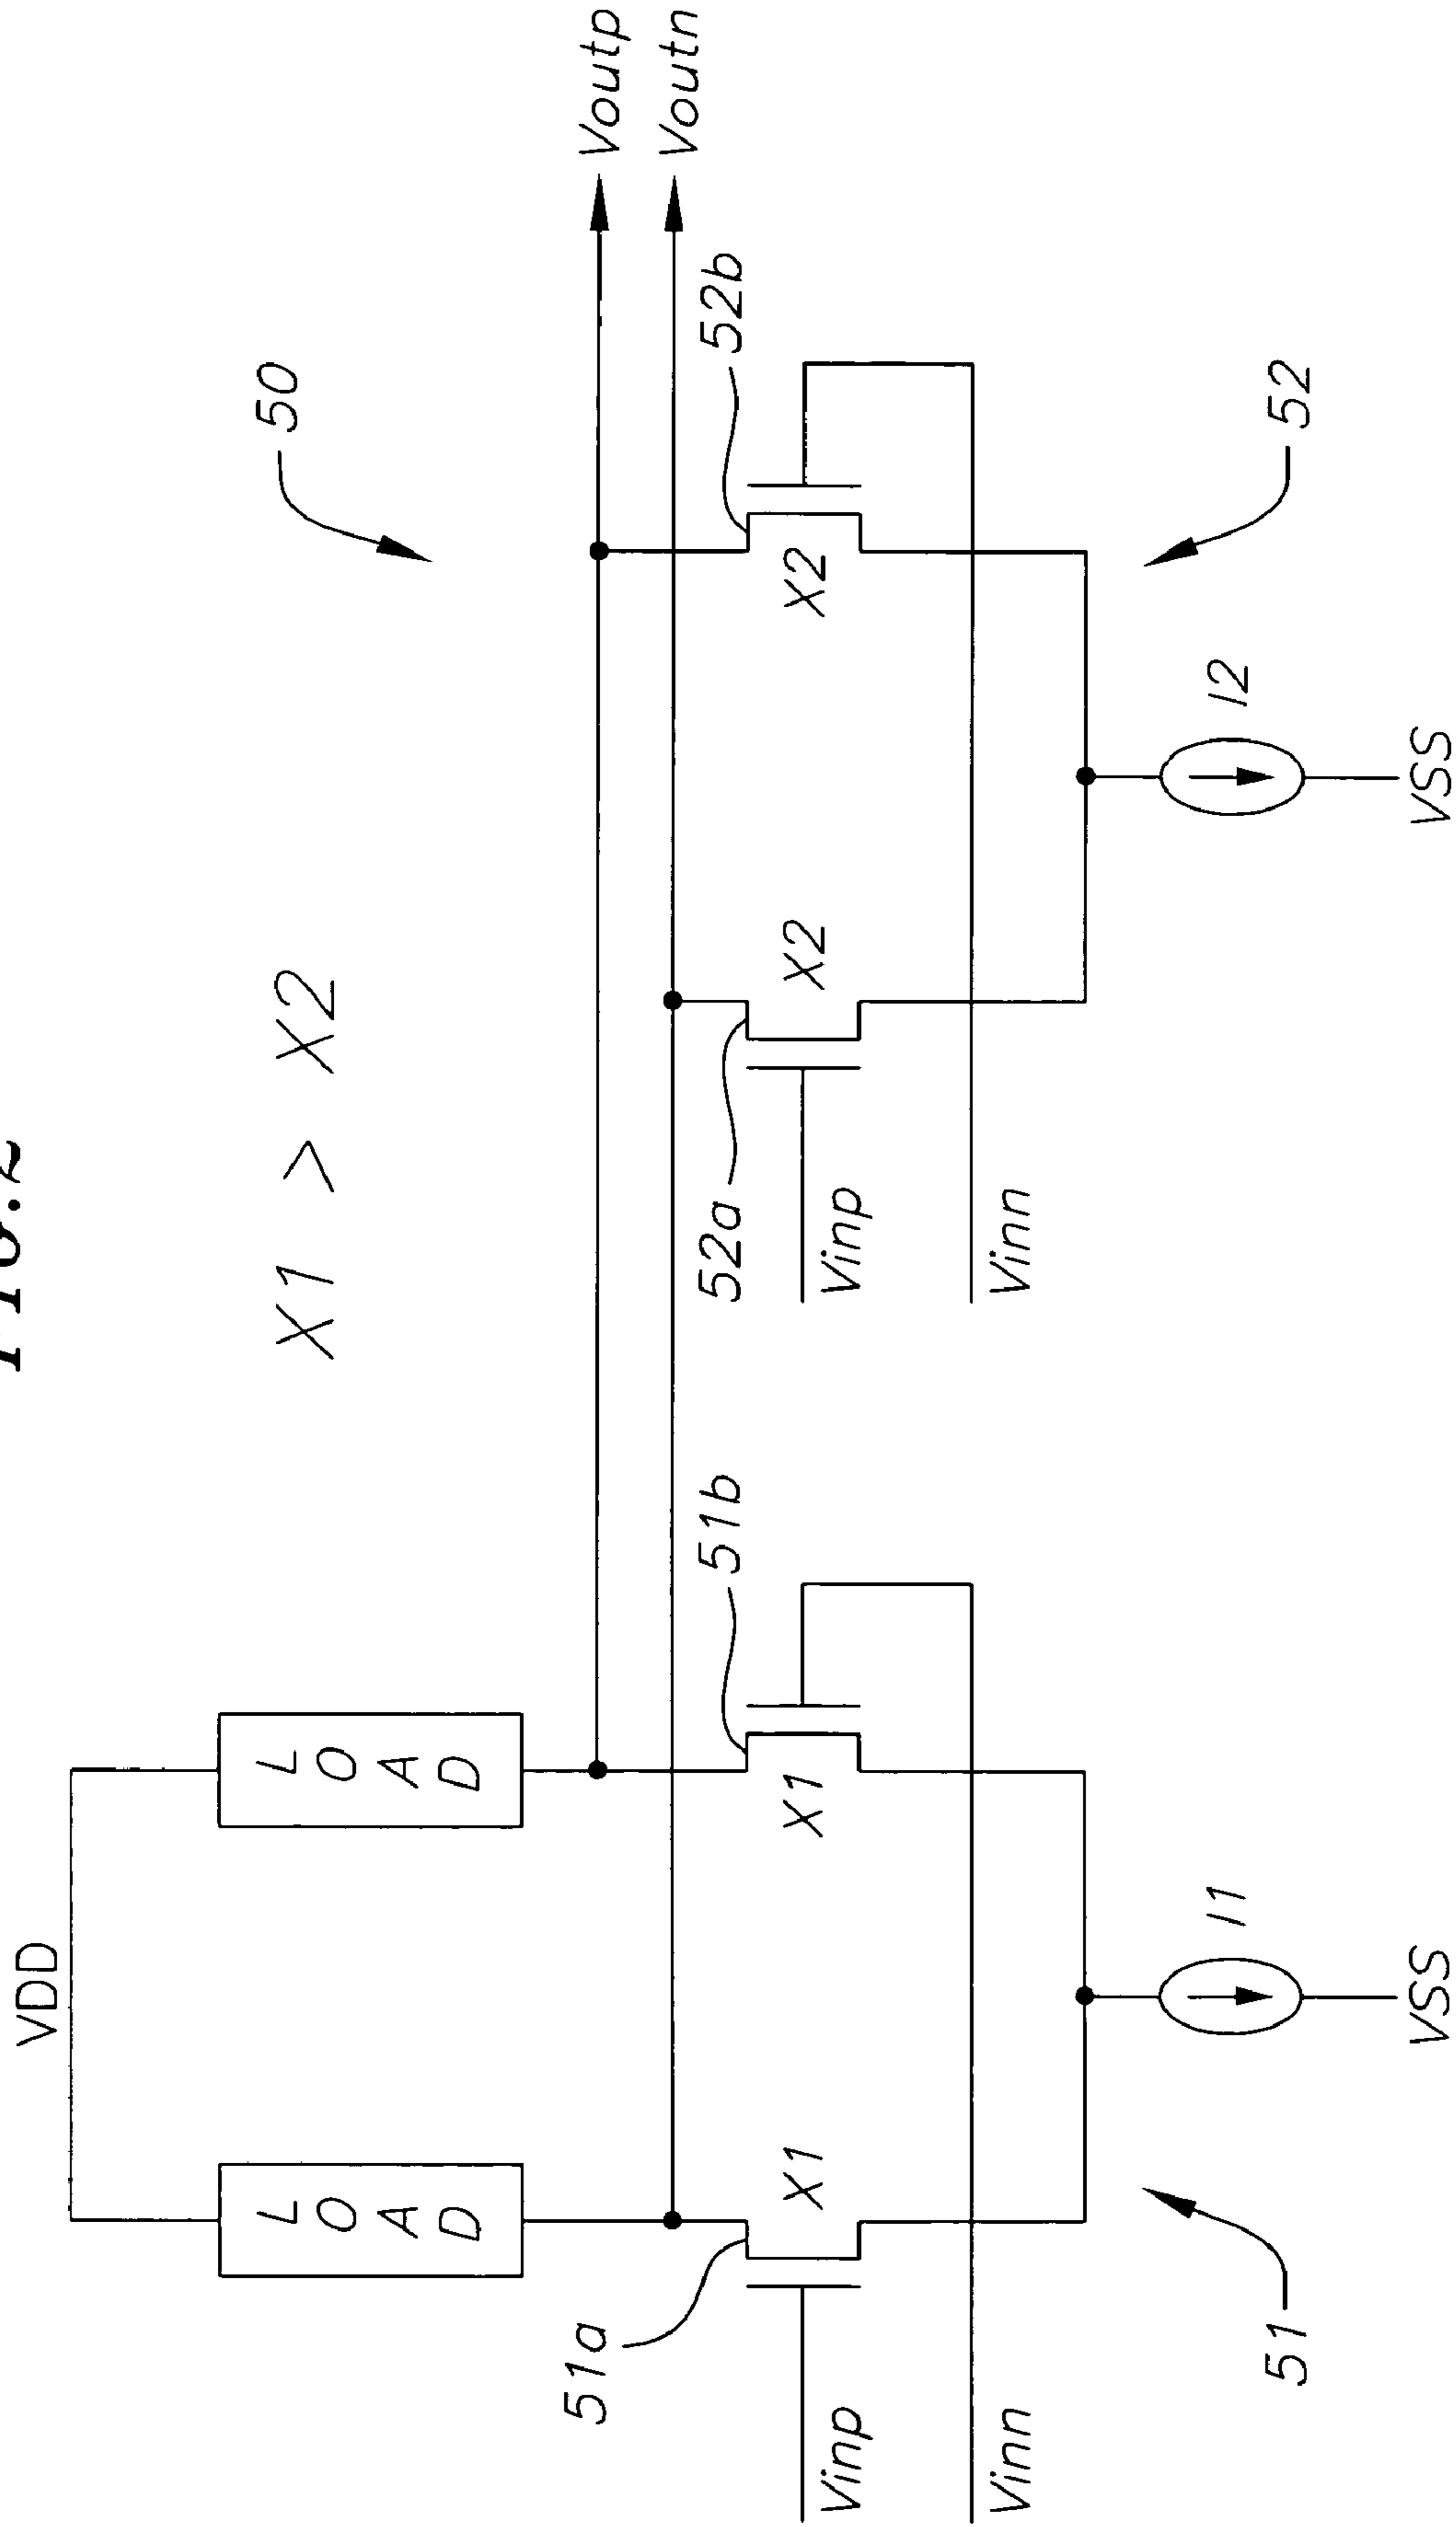 VDD
L
O
A
D
L
O
A
D
X1 > X2
50
Voutp
Voutn
51a
51b
52a
52b
Vinp
X1
X1
Vinp
X2
X2
Vinn
Vinn
51
I1
I2
52
VSS
VSS